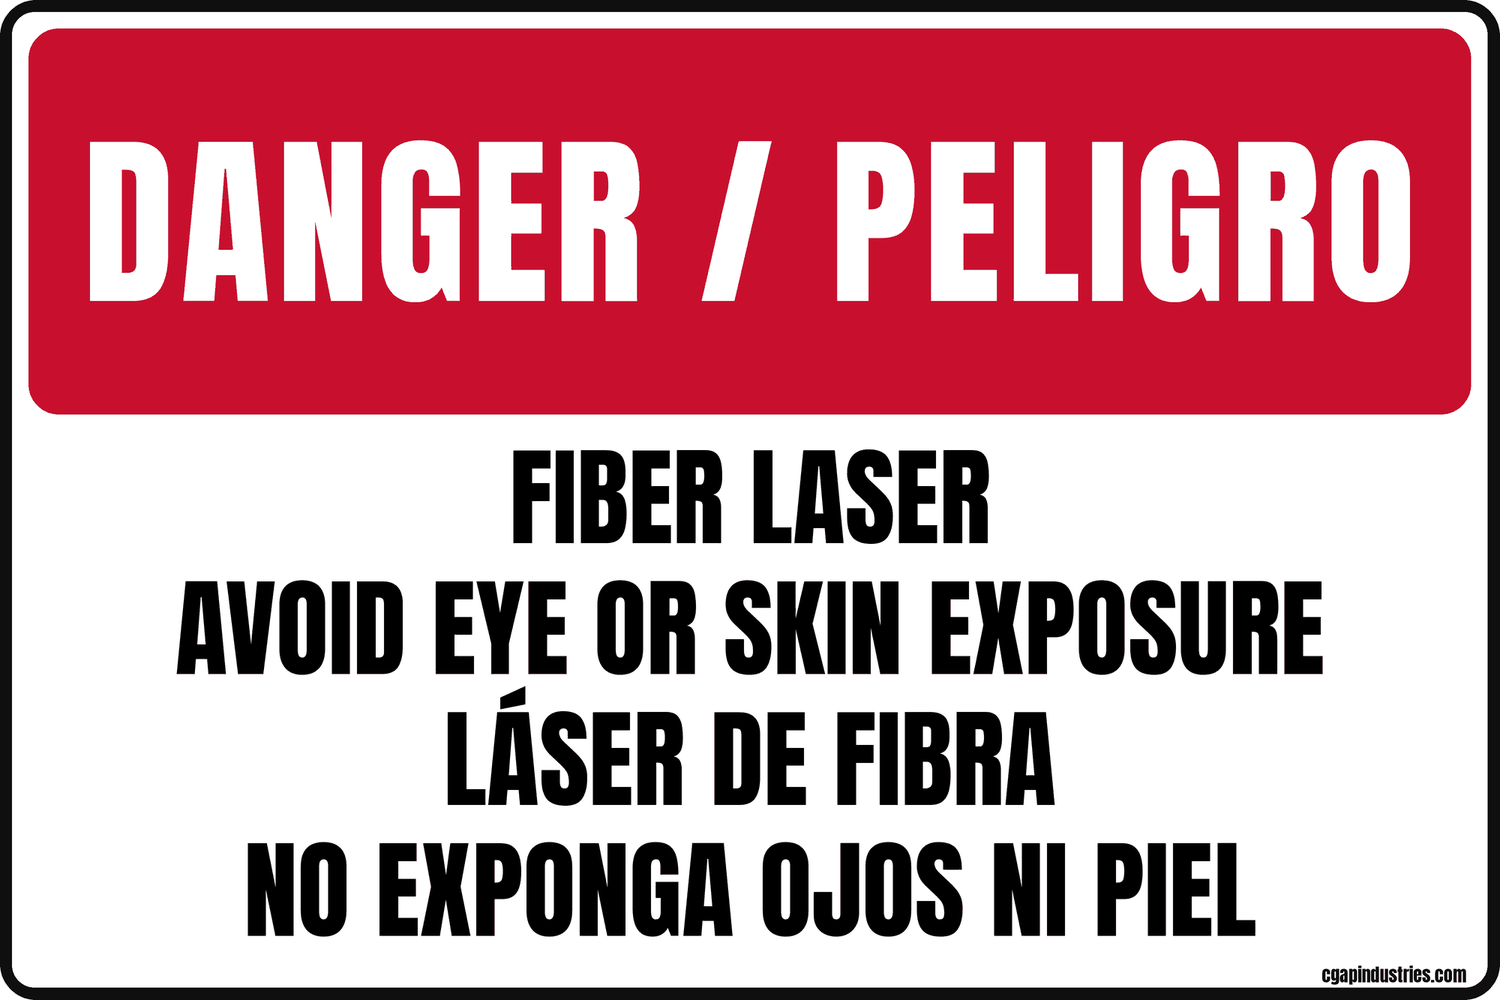 DANGER / PELIGRO
FIBER LASER
AVOID EYE OR SKIN EXPOSURE
LÁSER DE FIBRA
NO EXPONGA OJOS NI PIEL
cgapindustries.com